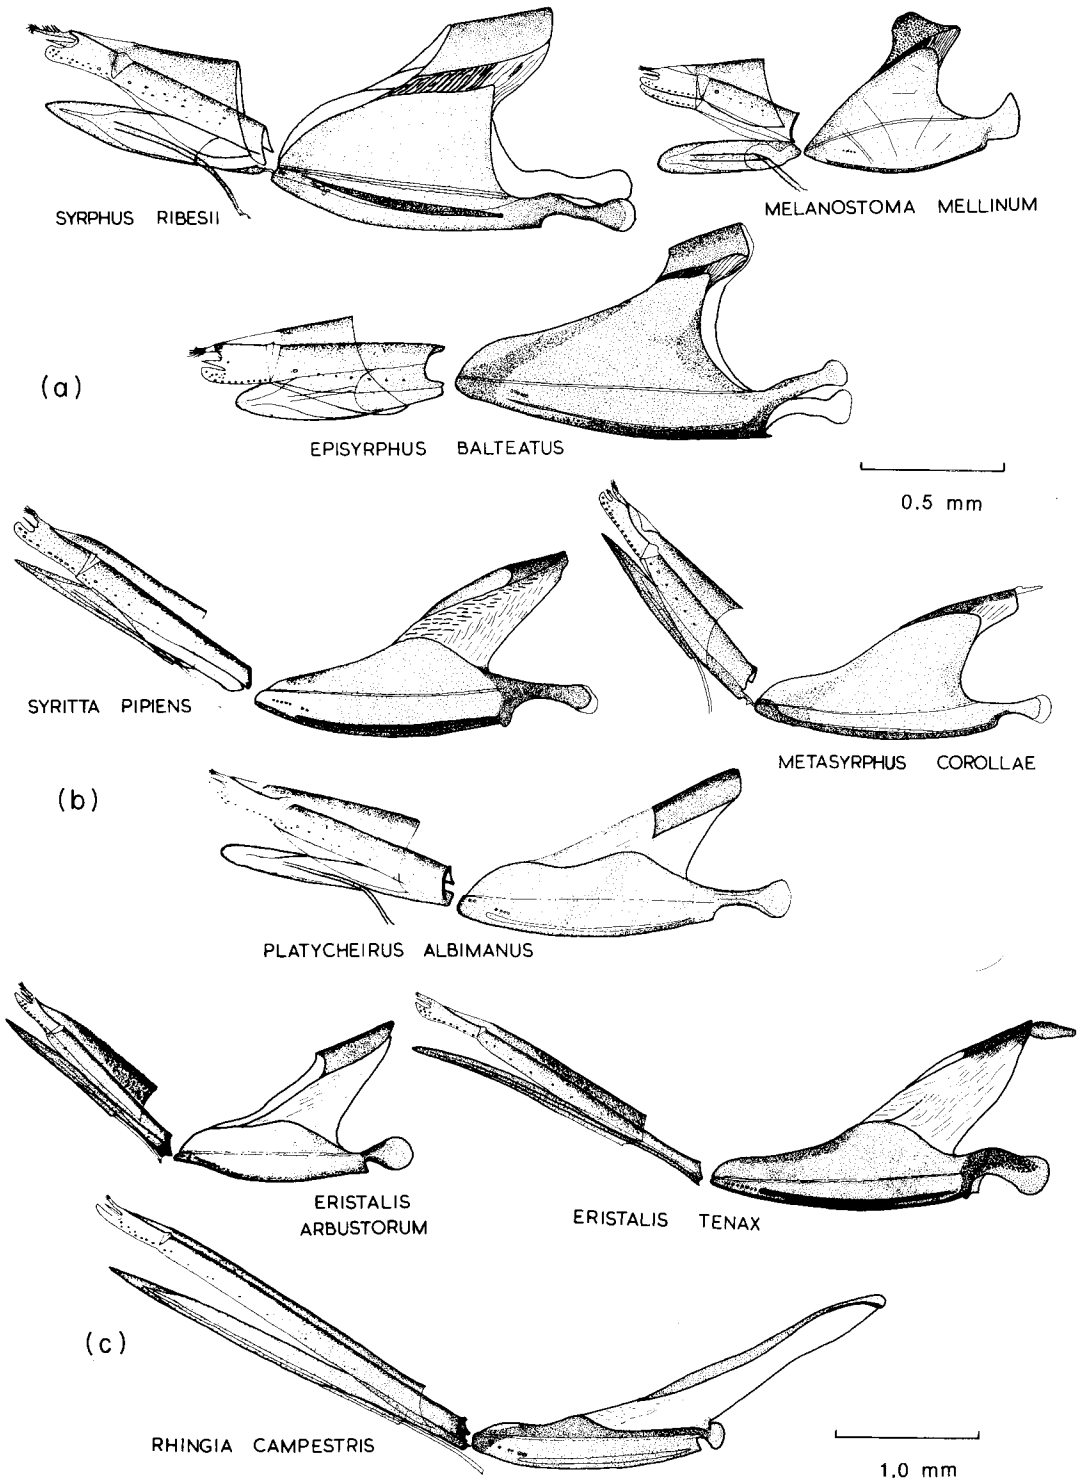 SYRPHUS RIBESII
MELANOSTOMA MELLINUM
(a)
EPISYRPHUS BALTEATUS
0.5 mm
SYRITTA PIPIENS
METASYRPHUS COROLLAE
(b)
PLATYCHEIRUS ALBIMANUS
ERISTALIS
ARBUSTORUM
ERISTALIS TENAX
(c)
RHINGIA CAMPESTRIS
1.0 mm